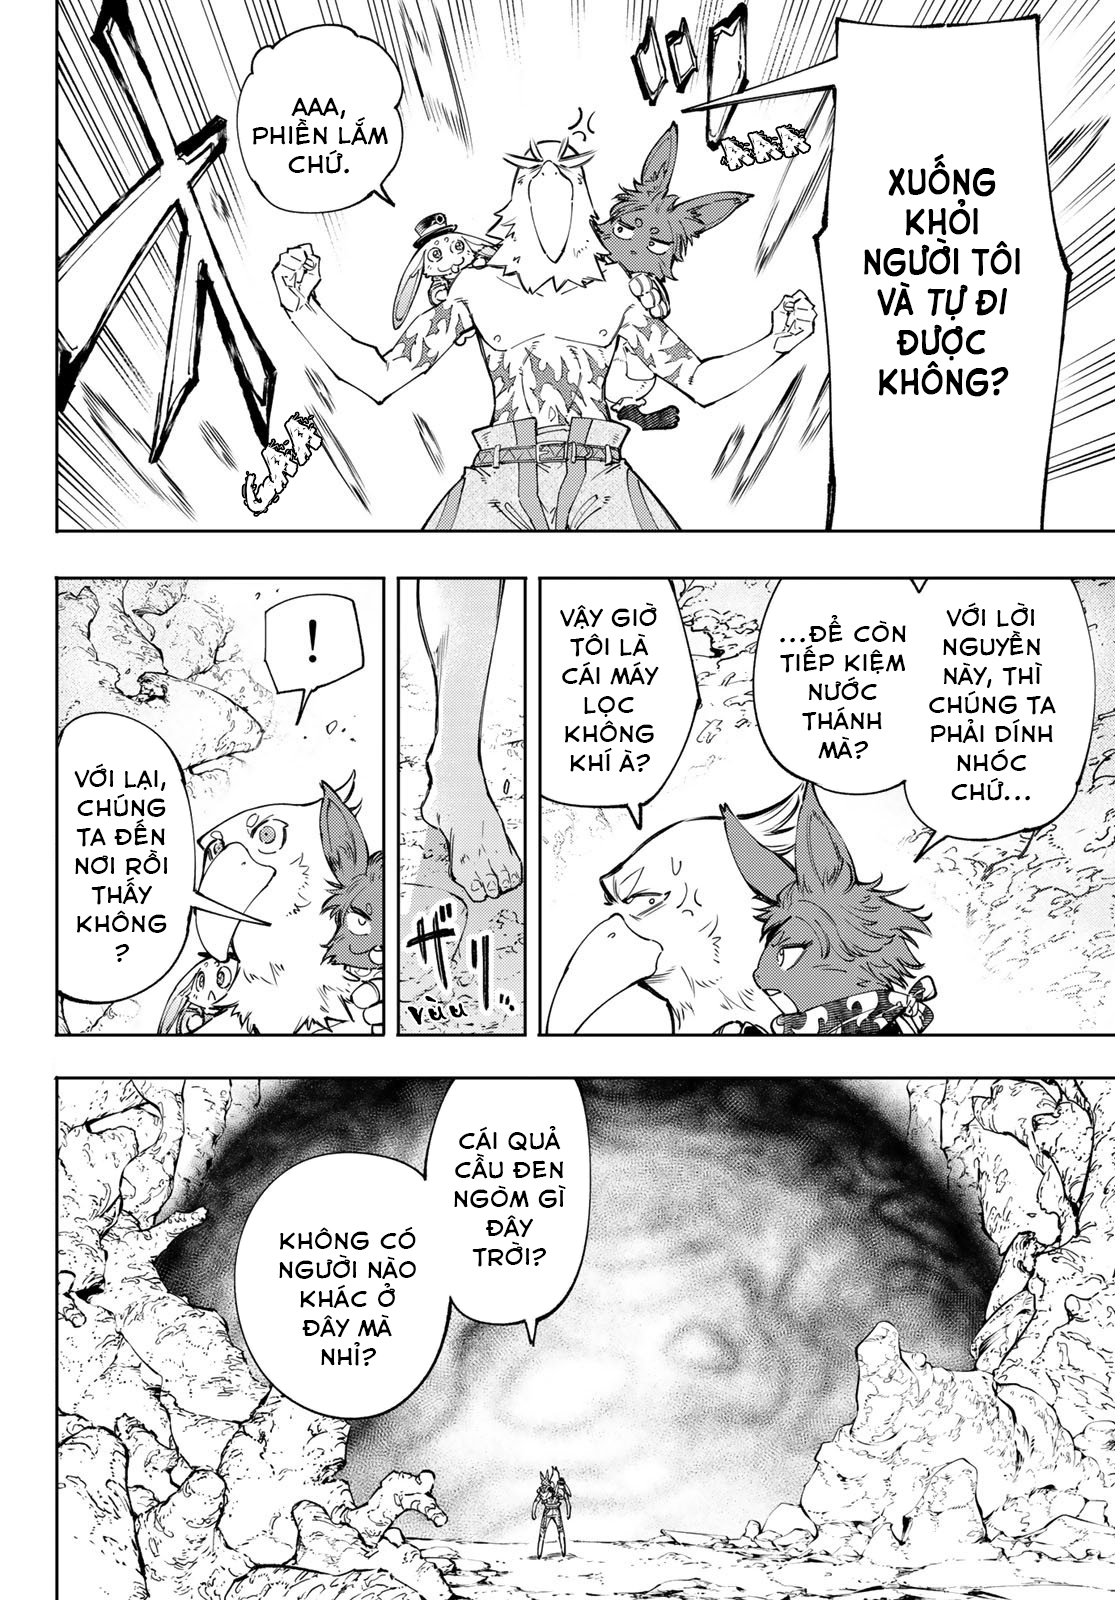 XUỐNG
KHỎI
NGƯỜI TÔI
VÀ TỰ ĐI
ĐƯỢC
KHÔNG?
AAA,
PHIỀN LẮM
CHỨ.
AAA
VỚI LỜI
NGUYỀN
NÀY, THÌ
CHÚNG TA
PHẢI DÍNH
NHÓC
CHỨ...
...ĐỂ CÒN
TIẾP KIỆM
NƯỚC
THÁNH
MÀ?
VẬY GIỜ
TÔI LÀ
CÁI MÁY
LỌC
KHÔNG
KHÍ À?
!
VỚI LẠI,
CHÚNG
TA ĐẾN
NƠI RỒI
THẤY
KHÔNG
?
CÁI QUẢ
CẦU ĐEN
NGÒM GÌ
ĐÂY
TRỜI?
KHÔNG CÓ
NGƯỜI NÀO
KHÁC Ở
ĐÂY MÀ
NHỈ?